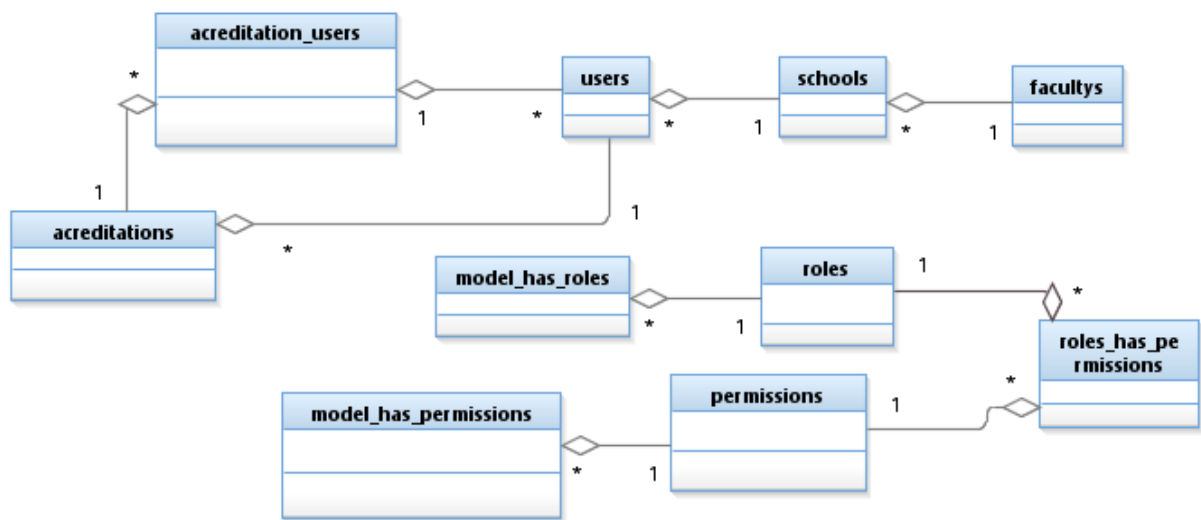 acreditation_users
*
1
*
users
*
1
schools
*
1
facultys
1
acreditations
*
1
model_has_roles
*
1
roles
1
*
roles_has_pe
rmissions
*
1
permissions
model_has_permissions
*
1